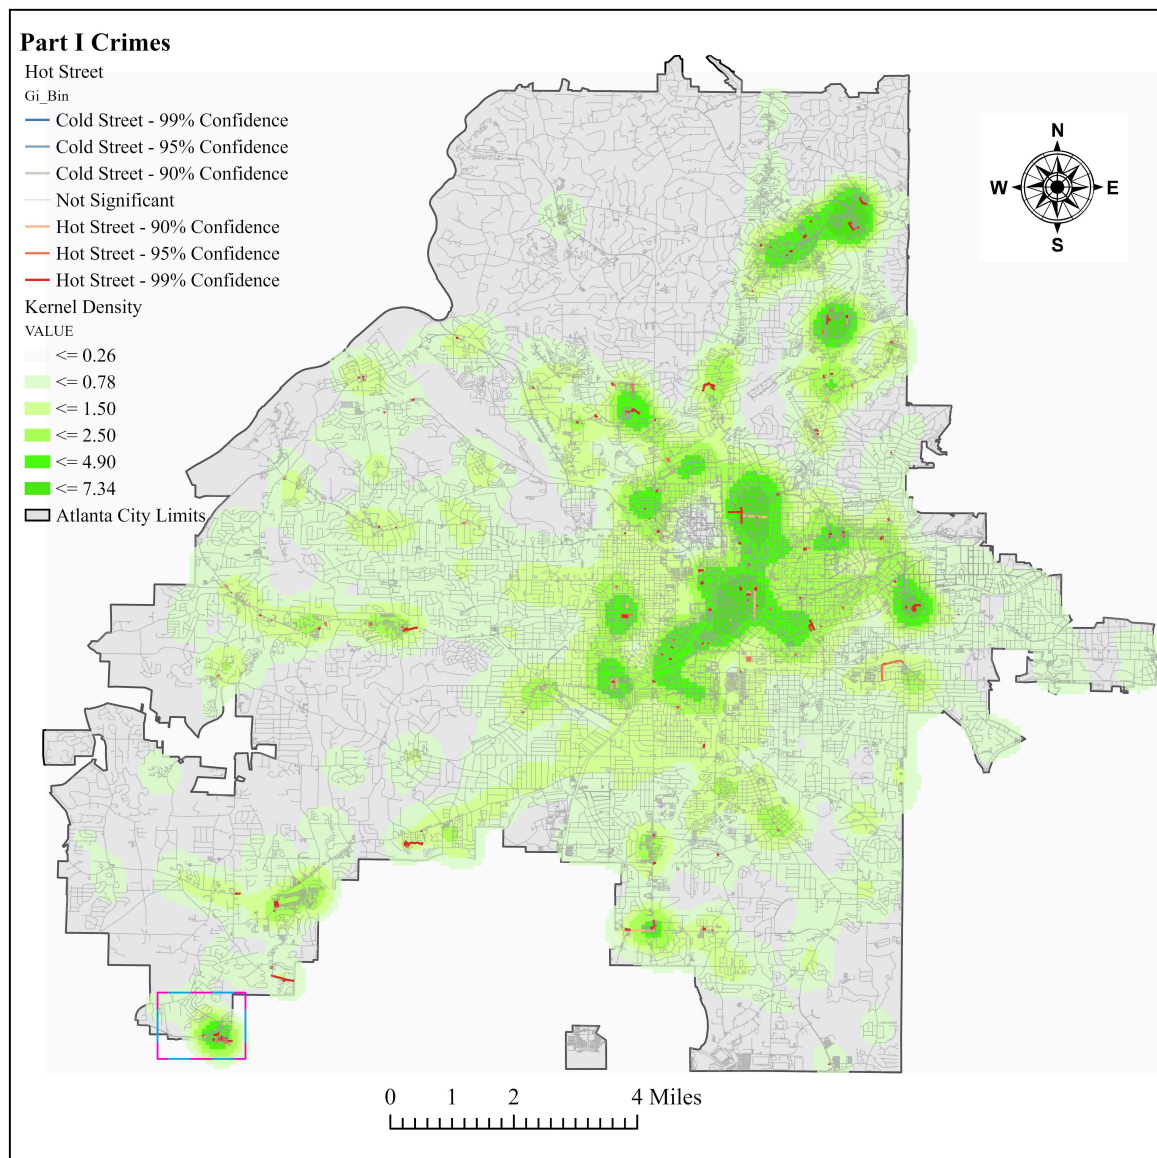 Part I Crimes
Hot Street
Gi_Bin
Cold Street - 99% Confidence
Cold Street - 95% Confidence
Cold Street - 90% Confidence
Not Significant
Hot Street - 90% Confidence
Hot Street - 95% Confidence
Hot Street - 99% Confidence
Kernel Density
VALUE
<= 0.26
<= 0.78
<= 1.50
<= 2.50
<= 4.90
<= 7.34
Atlanta City Limits
N
W E
S
0 1 2 4 Miles